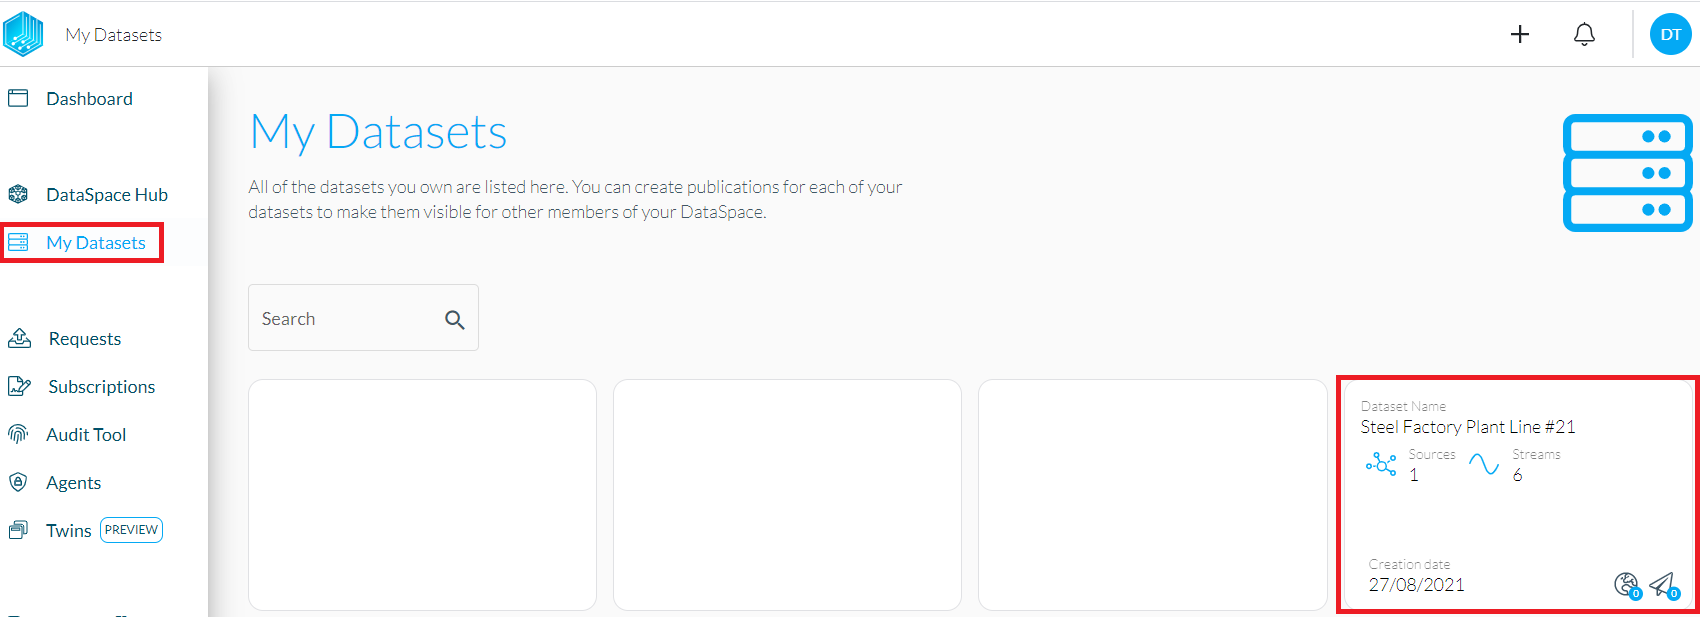 My Datasets
DT
Dashboard
DataSpace Hub
My Datasets
Requests
Subscriptions
Audit Tool
Agents
Twins PREVIEW
My Datasets
All of the datasets you own are listed here. You can create publications for each of your
datasets to make them visible for other members of your DataSpace.
Search
Dataset Name
Steel Factory Plant Line #21
Sources
1
Streams
6
Creation date
27/08/2021
0
0